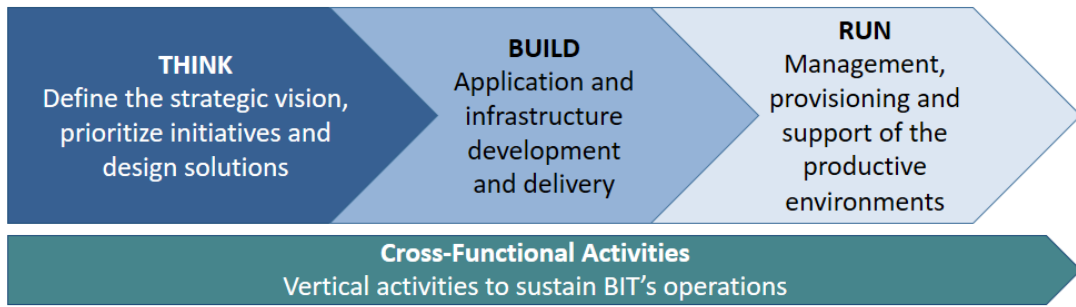 THINK
Define the strategic vision,
prioritize initiatives and
design solutions
BUILD
Application and
infrastructure
development
and delivery
RUN
Management,
provisioning and
support of the
productive
environments
Cross-Functional Activities
Vertical activities to sustain BIT's operations